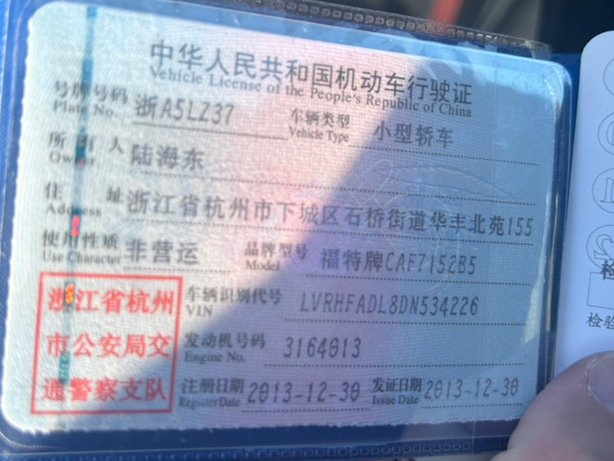 中华人民共和国机动车行驶证
Vehicle License of the People's Republic of China
号牌号码 浙A5LZ37 车辆类型 小型轿车
Plate No. Vehicle Type
所有人 陆海东
Owner
住址 浙江省杭州市下城区石桥街道华丰北苑155
Address
使用性质 非营运 品牌型号 福特牌CAF7152B5
Use Character Model
浙江省杭州
市公安局交
通警察支队
车辆识别代号 LVRHFADL8DN534226
VIN
发动机号码 3164013
Engine No.
注册日期 2013-12-30 发证日期 2013-12-30
Register Date Issue Date
检
检验